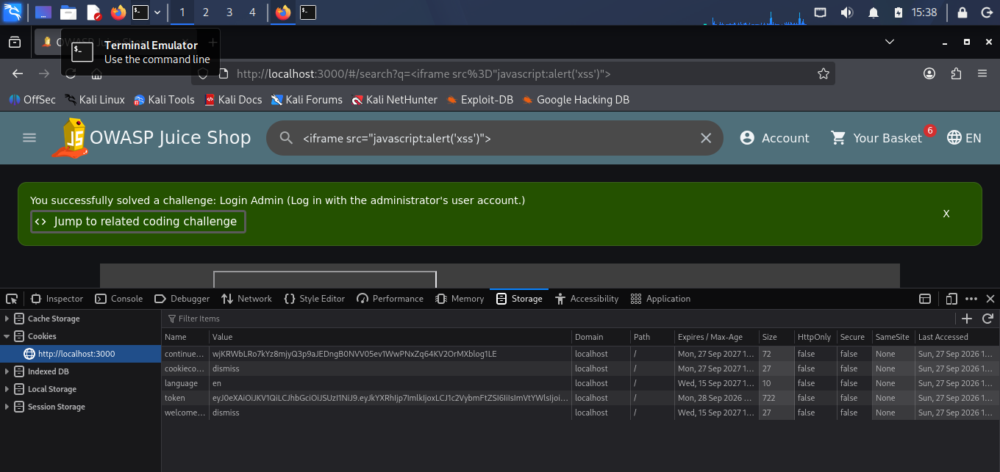 1 2 3 4 15:38
Terminal Emulator
Use the command line
http://localhost:3000/#/search?q=<iframe src%3D"javascript:alert('xss')">
OffSec Kali Linux Kali Tools Kali Docs Kali Forums Kali NetHunter Exploit-DB Google Hacking DB
OWASP Juice Shop <iframe src="javascript:alert('xss')"> Account Your Basket 6 EN
You successfully solved a challenge: Login Admin (Log in with the administrator's user account.)
<> Jump to related coding challenge X
Inspector Console Debugger Network Style Editor Performance Memory Storage Accessibility Application
Cache Storage Filter Items
Cookies Name Value Domain Path Expires / Max-Age Size HttpOnly Secure SameSite Last Accessed
http://localhost:3000 continue... wjKRWbLRo7kYz8mjyQ3p9aJEDngB0NVV05ev1WwPNxZq64KV2OrMXblog1LE localhost / Mon, 27 Sep 2027 1... 72 false false None Sun, 27 Sep 2026 1...
Indexed DB cookieco... dismiss localhost / Mon, 27 Sep 2027 1... 27 false false None Sun, 27 Sep 2026 1...
Local Storage language en localhost / Wed, 15 Sep 2027 1... 10 false false None Sun, 27 Sep 2026 1...
Session Storage token eyJ0eXAiOiJKV1QiLCJhbGciOiJSUzI1NiJ9.eyJkYXRhIjp7ImlkIjoxLCJ1c2VybmFtZSI6IiIsImVtYWlsIjoi... localhost / Mon, 28 Sep 2026 ... 722 false false None Sun, 27 Sep 2026 1...
welcome... dismiss localhost / Wed, 15 Sep 2027 1... 27 false false None Sun, 27 Sep 2026 1...